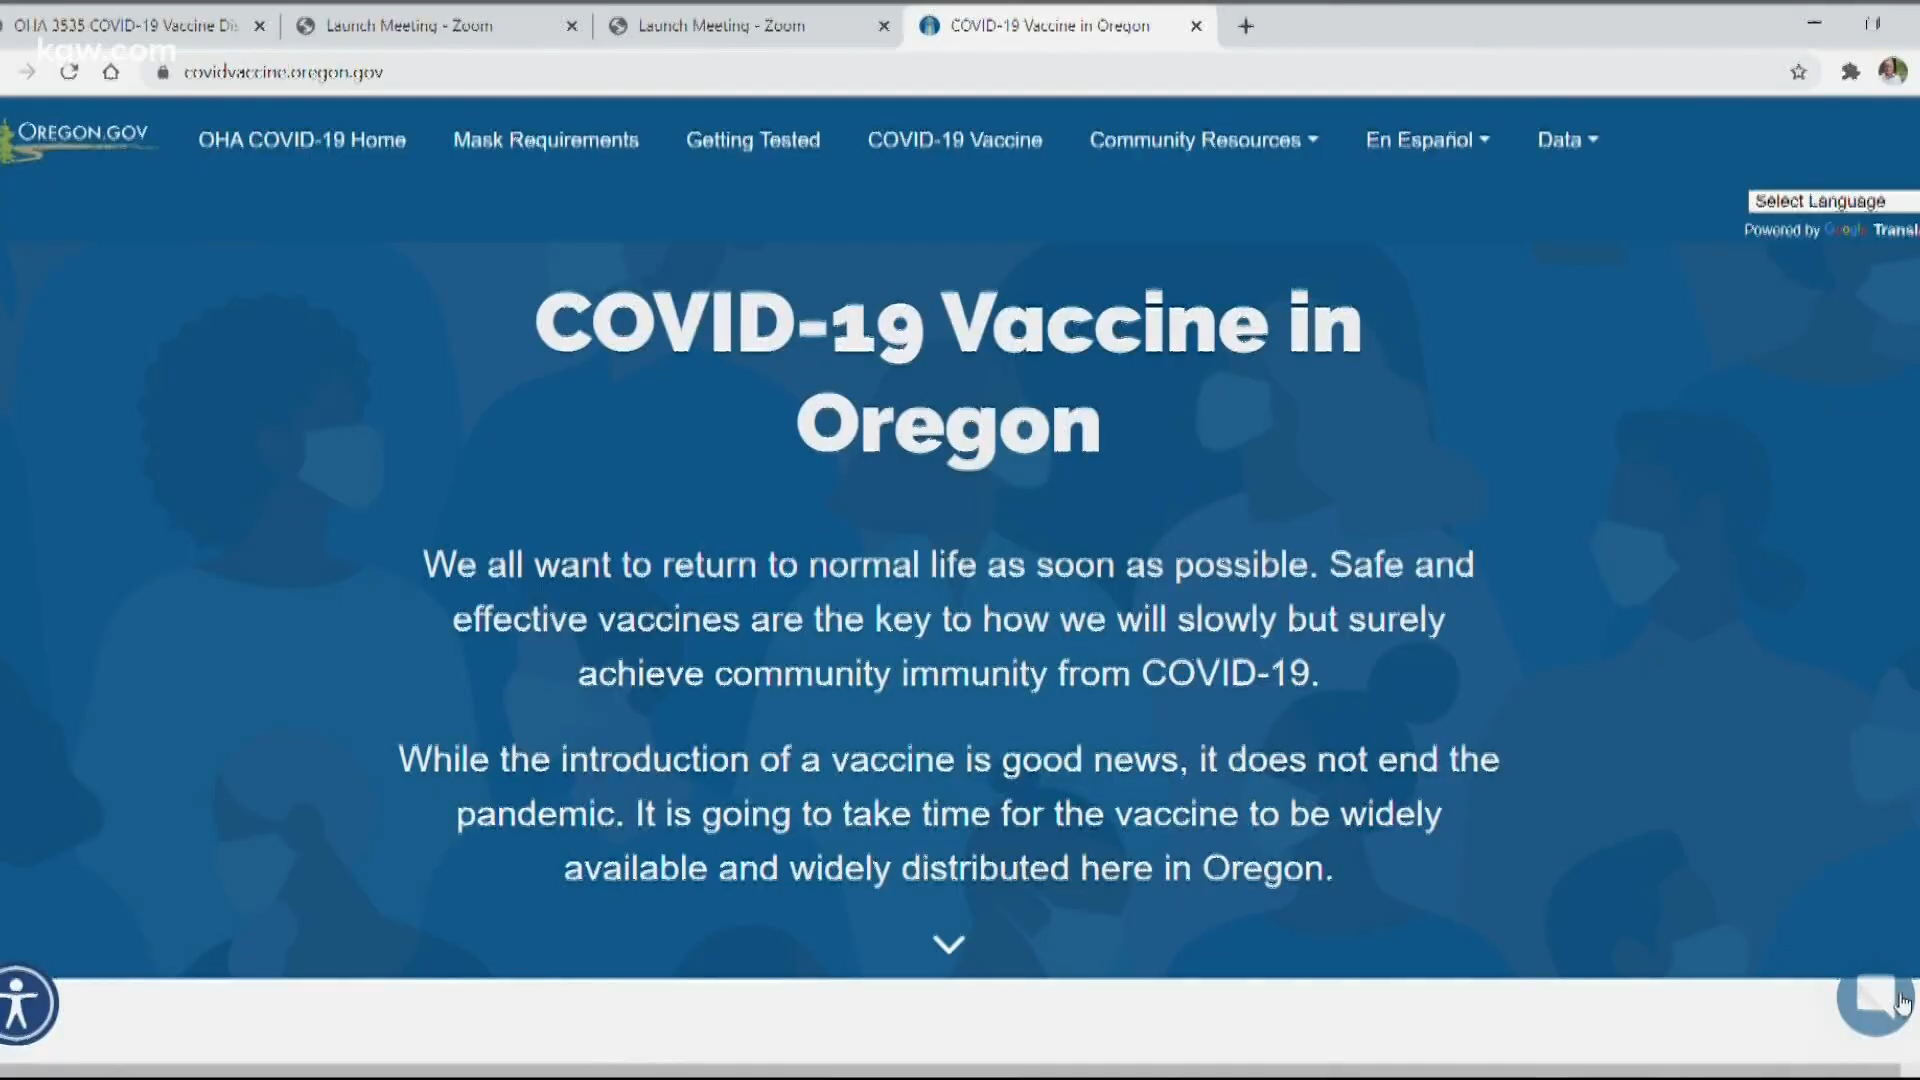 OHA 3535 COVID-19 Vaccine Di
Launch Meeting - Zoom
Launch Meeting - Zoom
COVID-19 Vaccine in Oregon
kgw.com
covidvaccine.oregon.gov
OREGON.GOV
OHA COVID-19 Home
Mask Requirements
Getting Tested
COVID-19 Vaccine
Community Resources
En Español
Data
Select Language
Powered by Google Transl
COVID-19 Vaccine in
Oregon
We all want to return to normal life as soon as possible. Safe and
effective vaccines are the key to how we will slowly but surely
achieve community immunity from COVID-19.
While the introduction of a vaccine is good news, it does not end the
pandemic. It is going to take time for the vaccine to be widely
available and widely distributed here in Oregon.